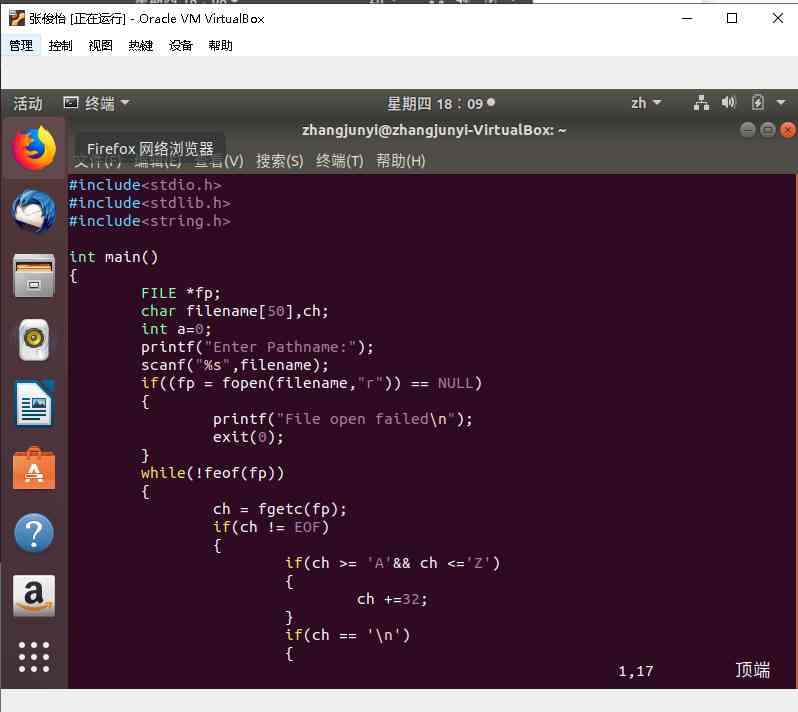 张俊怡 [正在运行] - Oracle VM VirtualBox
管理 控制 视图 热键 设备 帮助
活动 终端 星期四 18：09 zh
zhangjunyi@zhangjunyi-VirtualBox: ~
Firefox 网络浏览器
文件(F) 编辑(E) 查看(V) 搜索(S) 终端(T) 帮助(H)
#include<stdio.h>
#include<stdlib.h>
#include<string.h>
int main()
{
FILE *fp;
char filename[50],ch;
int a=0;
printf("Enter Pathname:");
scanf("%s",filename);
if((fp = fopen(filename,"r")) == NULL)
{
printf("File open failed\n");
exit(0);
}
while(!feof(fp))
{
ch = fgetc(fp);
if(ch != EOF)
{
if(ch >= 'A'&& ch <='Z')
{
ch +=32;
}
if(ch == '\n')
{
1,17 顶端